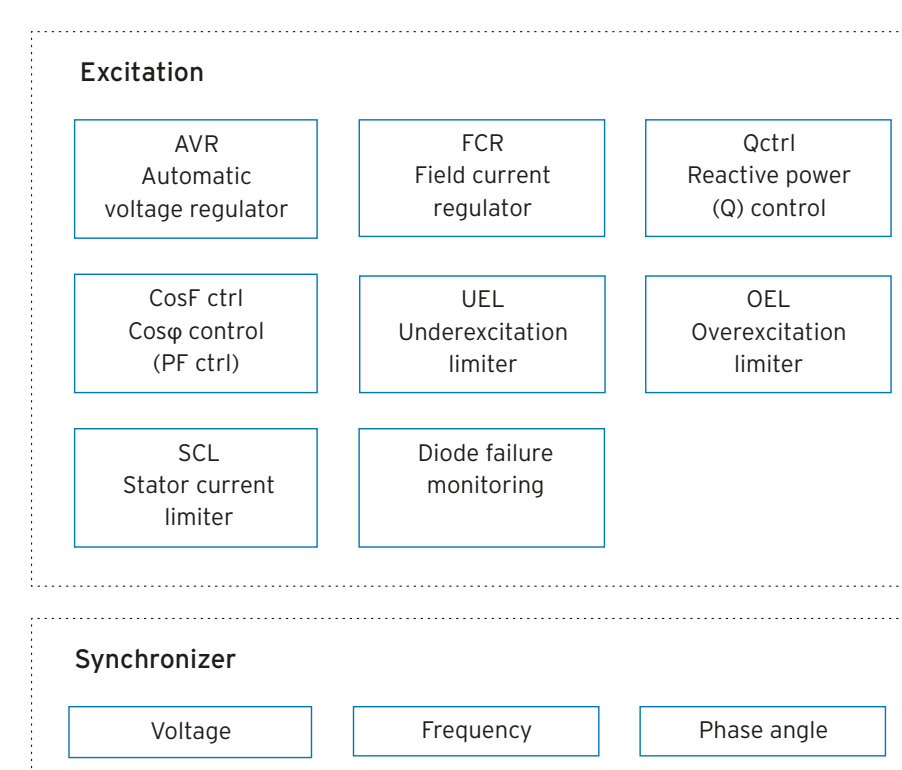 Excitation
AVR
Automatic
voltage regulator
FCR
Field current
regulator
Qctrl
Reactive power
(Q) control
CosF ctrl
Cosφ control
(PF ctrl)
UEL
Underexcitation
limiter
OEL
Overexcitation
limiter
SCL
Stator current
limiter
Diode failure
monitoring
Synchronizer
Voltage
Frequency
Phase angle